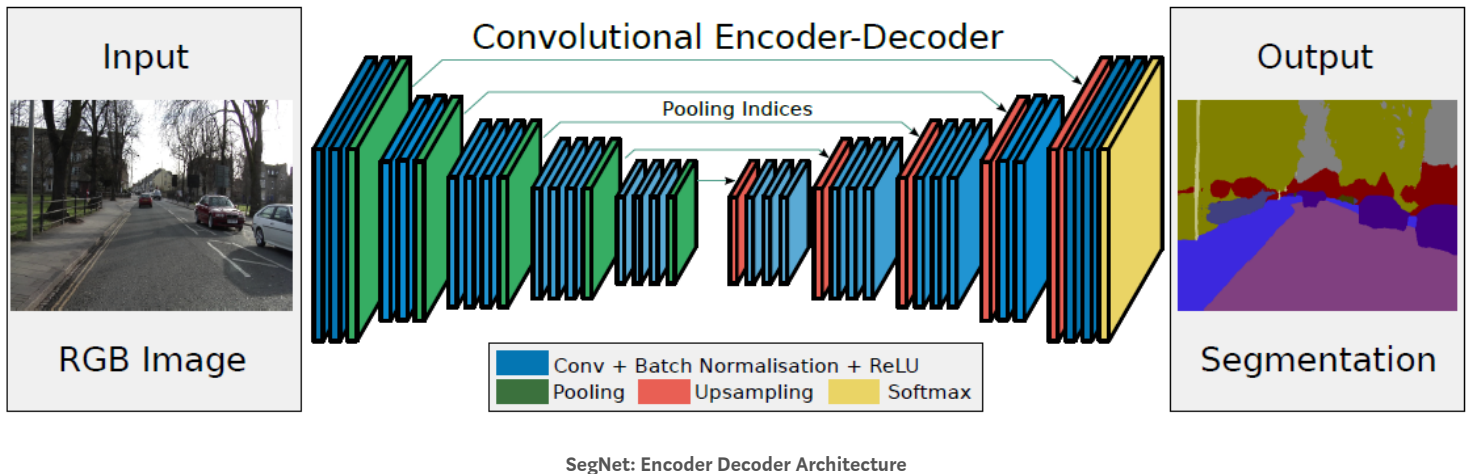 Input
RGB Image
Convolutional Encoder-Decoder
Pooling Indices
Conv + Batch Normalisation + ReLU
Pooling Upsampling Softmax
Output
Segmentation
SegNet: Encoder Decoder Architecture